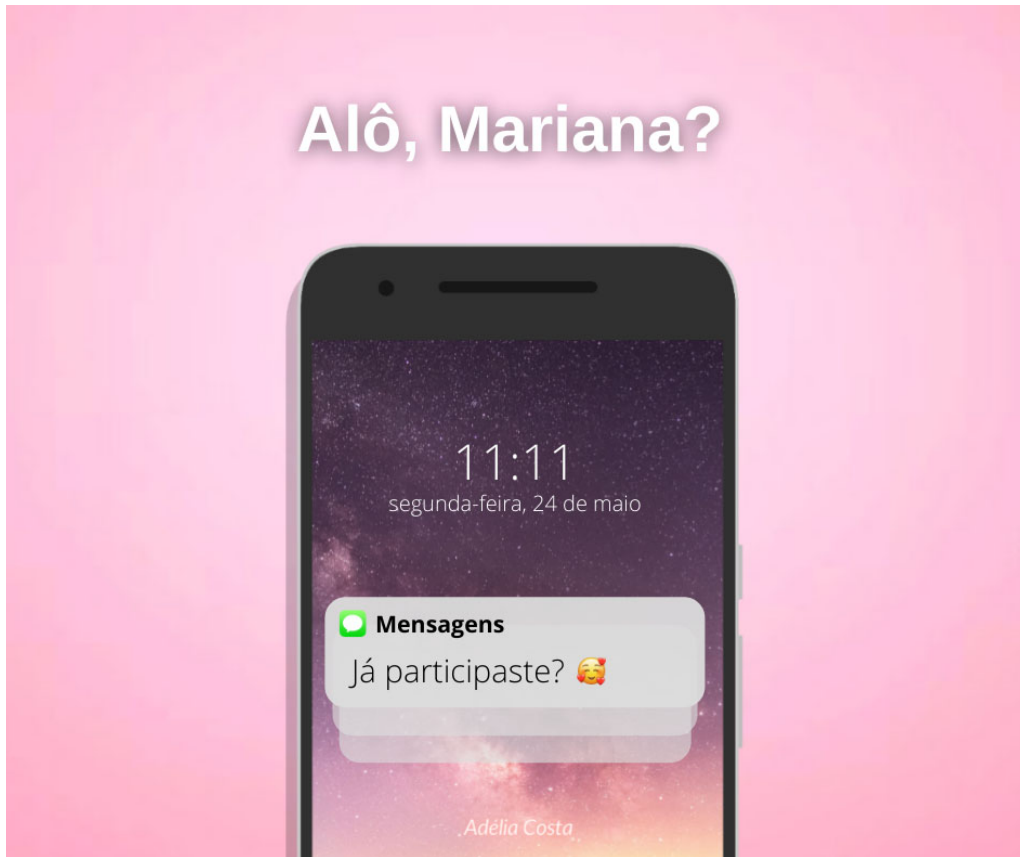 Alô, Mariana?
11:11
segunda-feira, 24 de maio
Mensagens
Já participaste? 🥰
Adélia Costa